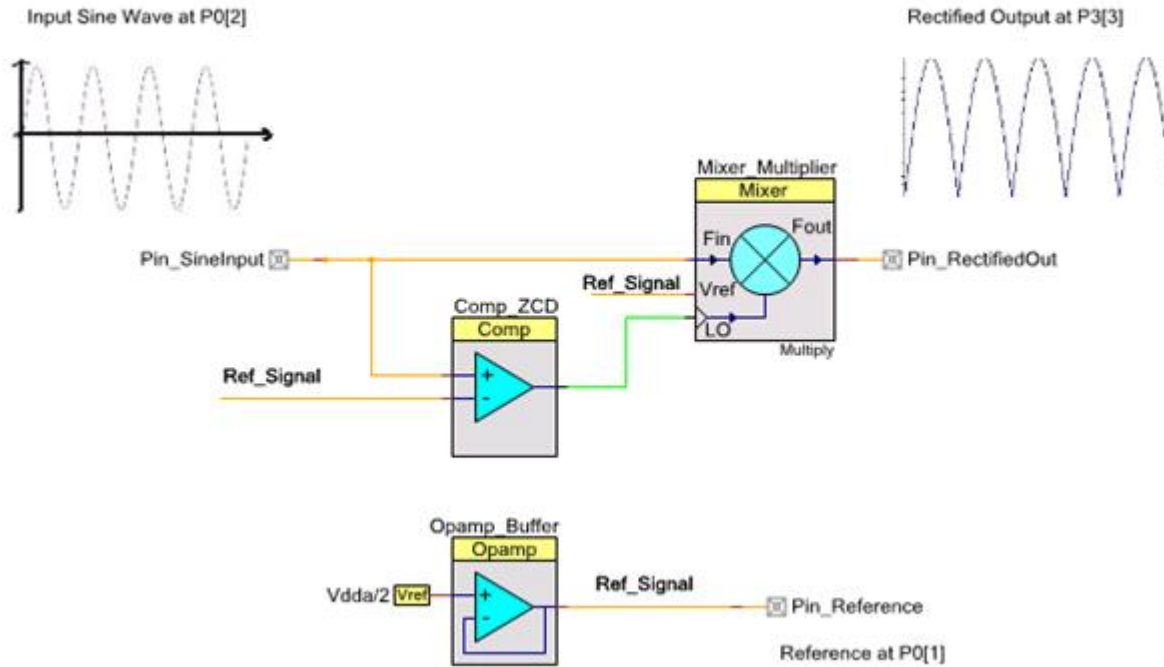 Input Sine Wave at P0[2]
Rectified Output at P3[3]
Mixer_Multiplier
Mixer
Fin
Fout
Pin_SineInput
Pin_RectifiedOut
Ref_Signal
Vref
LO
Multiply
Comp_ZCD
Comp
+
-
Ref_Signal
Opamp_Buffer
Opamp
Vdda/2 Vref
+
-
Ref_Signal
Pin_Reference
Reference at P0[1]